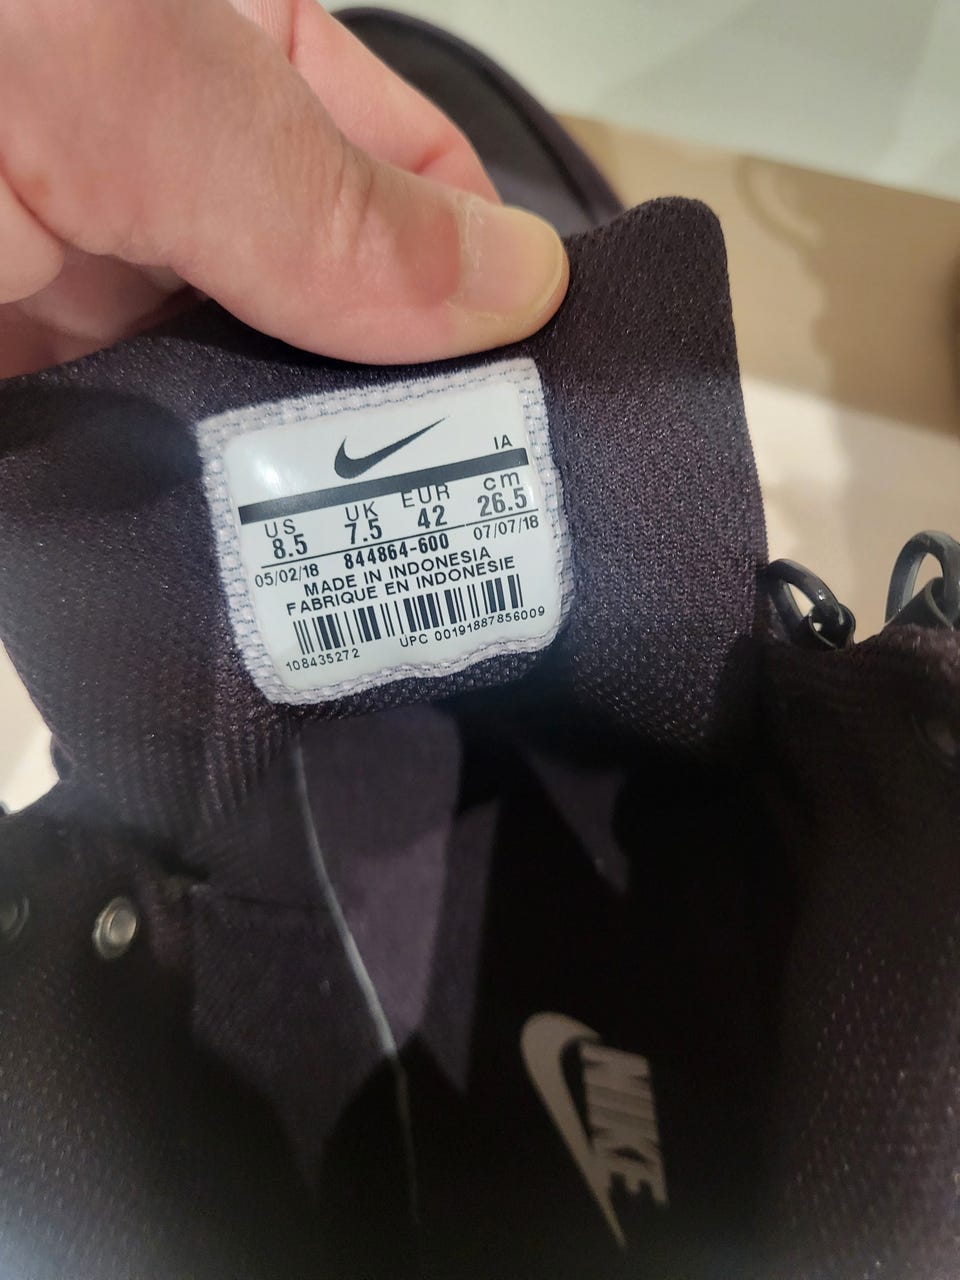 IA
US UK EUR cm
8.5 7.5 42 26.5
05/02/18 844864-600 07/07/18
MADE IN INDONESIA
FABRIQUE EN INDONESIE
108435272 UPC 00191887856009
NIKE